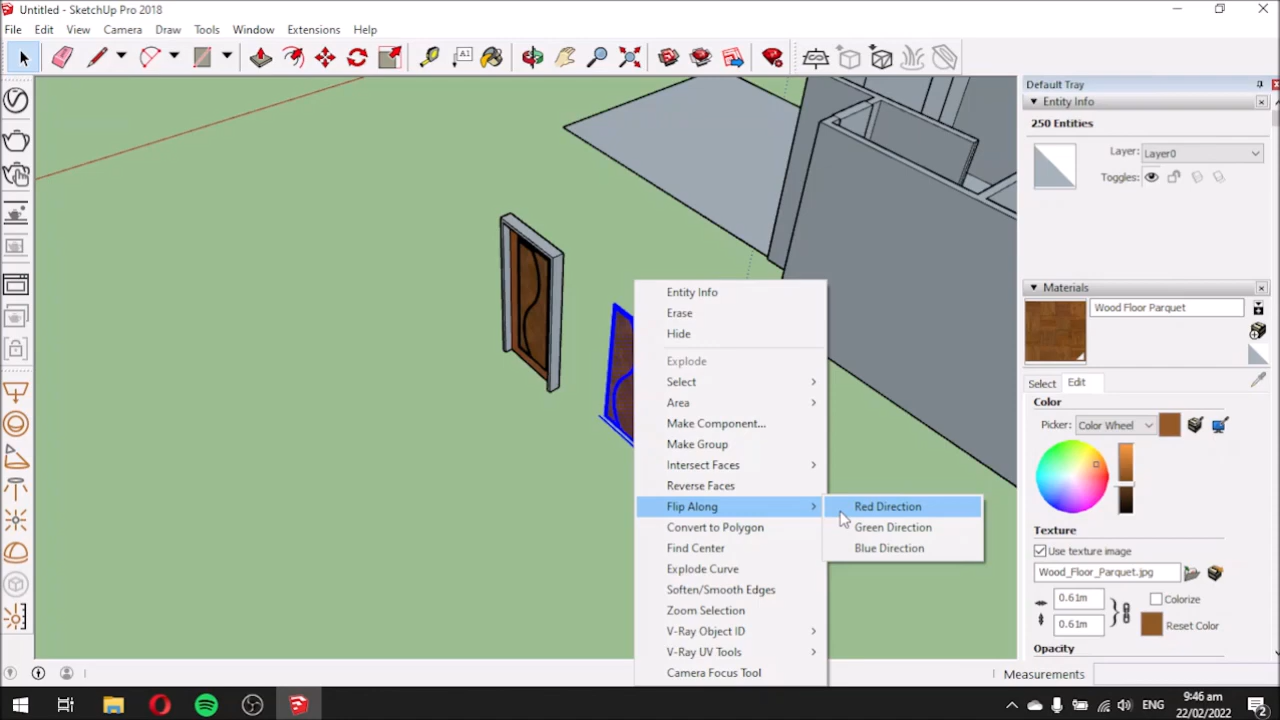 Untitled - SketchUp Pro 2018
File Edit View Camera Draw Tools Window Extensions Help
A1
Default Tray
Entity Info
250 Entities
Layer: Layer0
Toggles:
Materials
Wood Floor Parquet
Select Edit
Color
Picker: Color Wheel
Texture
Use texture image
Wood_Floor_Parquet.jpg
0.61m Colorize
0.61m Reset Color
Opacity
Entity Info
Erase
Hide
Explode
Select
Area
Make Component...
Make Group
Intersect Faces
Reverse Faces
Flip Along
Convert to Polygon
Find Center
Explode Curve
Soften/Smooth Edges
Zoom Selection
V-Ray Object ID
V-Ray UV Tools
Camera Focus Tool
Red Direction
Green Direction
Blue Direction
Measurements
ENG
9:46 am
22/02/2022
2